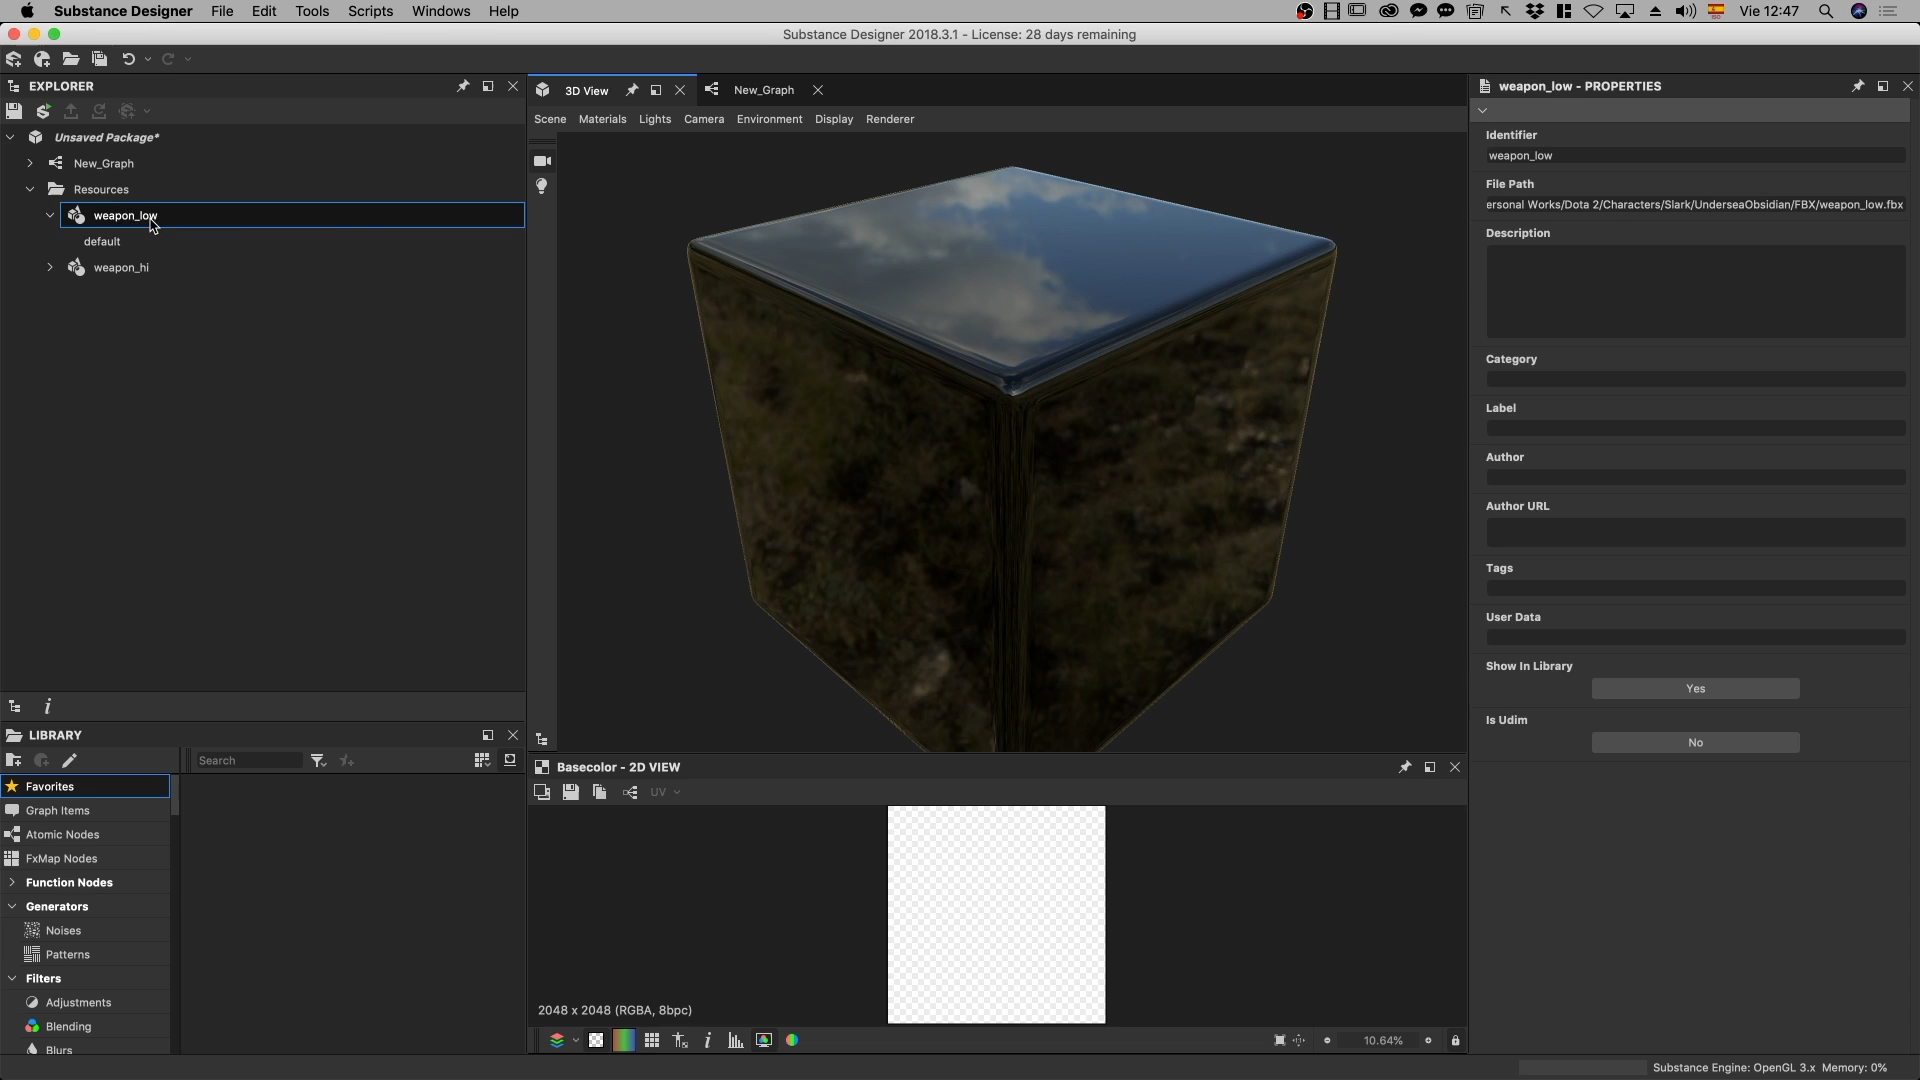 Substance Designer File Edit Tools Scripts Windows Help Vie 12:47
Substance Designer 2018.3.1 - License: 28 days remaining
EXPLORER
Unsaved Package*
New_Graph
Resources
weapon_low
default
weapon_hi
LIBRARY
Search
Favorites
Graph Items
Atomic Nodes
FxMap Nodes
Function Nodes
Generators
Noises
Patterns
Filters
Adjustments
Blending
Blurs
3D View New_Graph
Scene Materials Lights Camera Environment Display Renderer
Basecolor - 2D VIEW
UV
2048 x 2048 (RGBA, 8bpc)
10.64%
weapon_low - PROPERTIES
Identifier
weapon_low
File Path
ersonal Works/Dota 2/Characters/Slark/UnderseaObsidian/FBX/weapon_low.fbx
Description
Category
Label
Author
Author URL
Tags
User Data
Show In Library
Yes
Is Udim
No
Substance Engine: OpenGL 3.x Memory: 0%